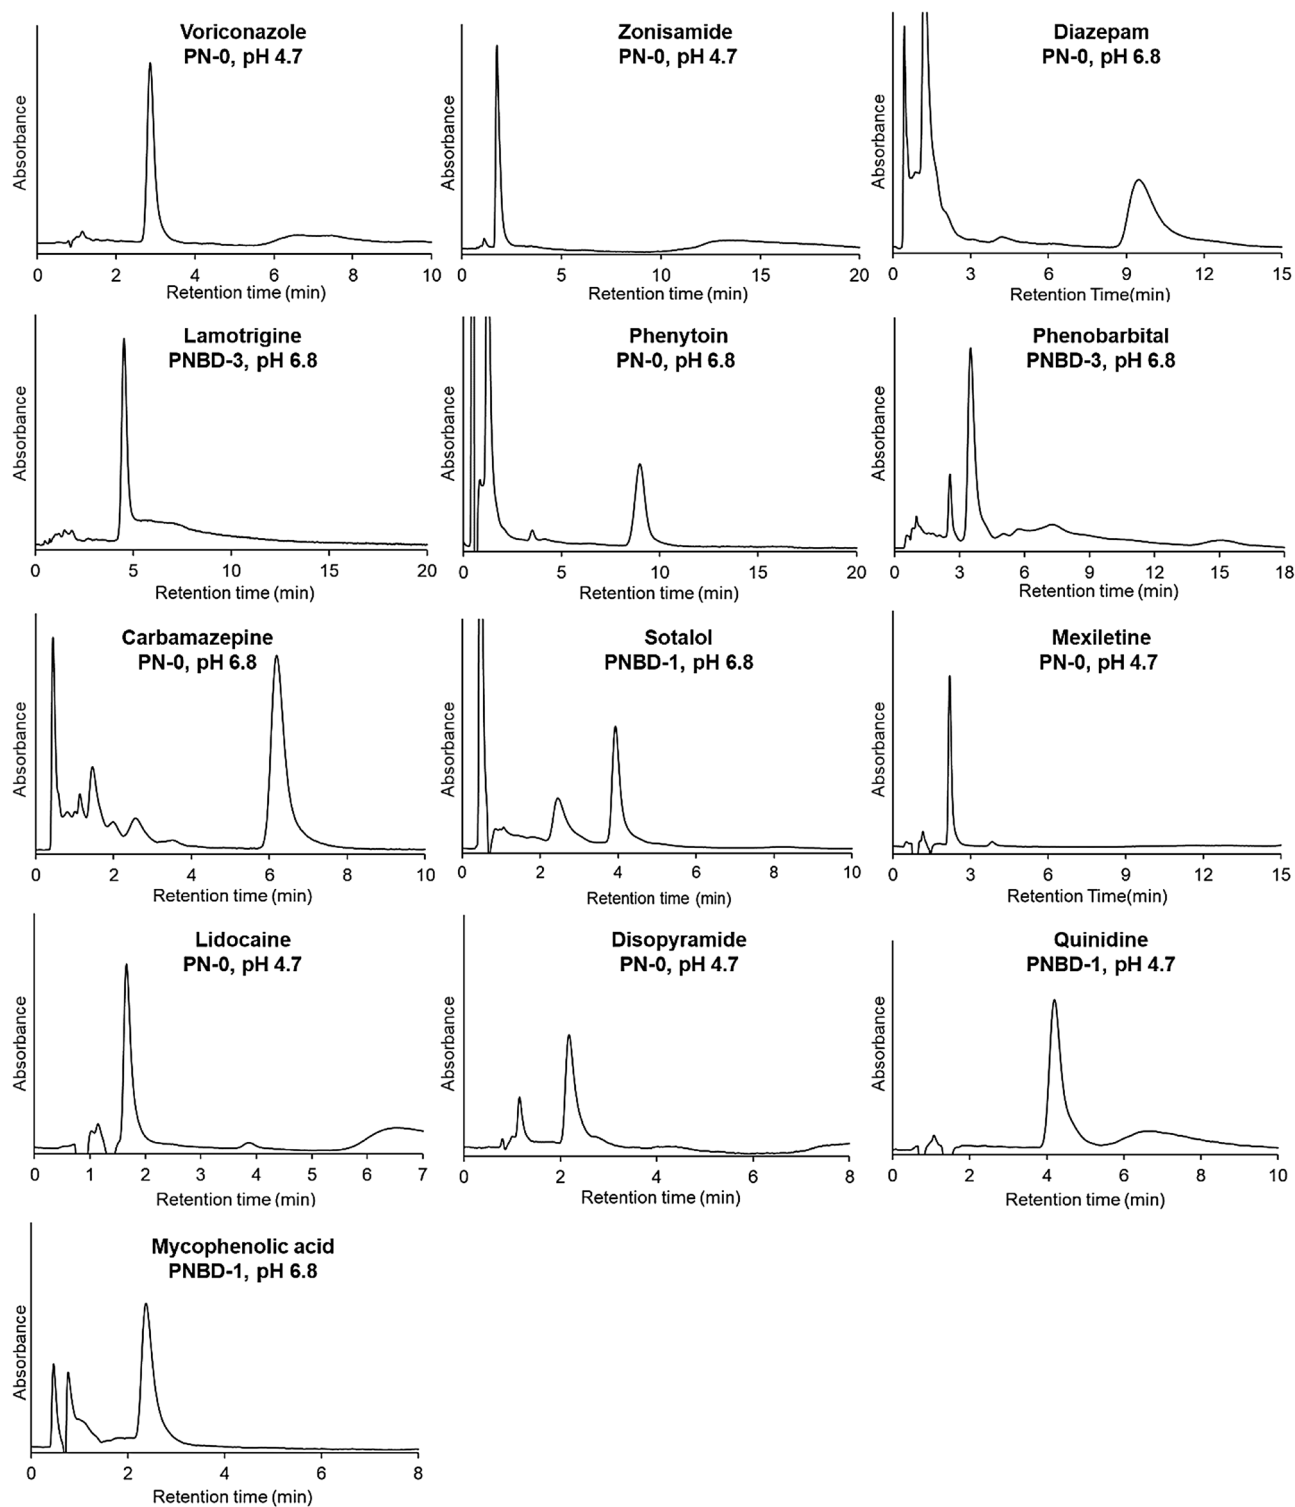 Voriconazole
PN-0, pH 4.7
Absorbance
0 2 4 6 8 10
Retention time (min)
Zonisamide
PN-0, pH 4.7
Absorbance
0 5 10 15 20
Retention time (min)
Diazepam
PN-0, pH 6.8
Absorbance
0 3 6 9 12 15
Retention Time(min)
Lamotrigine
PNBD-3, pH 6.8
Absorbance
0 5 10 15 20
Retention time (min)
Phenytoin
PN-0, pH 6.8
Absorbance
0 5 10 15 20
Retention time (min)
Phenobarbital
PNBD-3, pH 6.8
Absorbance
0 3 6 9 12 15 18
Retention time (min)
Carbamazepine
PN-0, pH 6.8
Absorbance
0 2 4 6 8 10
Retention time (min)
Sotalol
PNBD-1, pH 6.8
Absorbance
0 2 4 6 8 10
Retention time (min)
Mexiletine
PN-0, pH 4.7
Absorbance
0 3 6 9 12 15
Retention Time(min)
Lidocaine
PN-0, pH 4.7
Absorbance
0 1 2 3 4 5 6 7
Retention time (min)
Disopyramide
PN-0, pH 4.7
Absorbance
0 2 4 6 8
Retention time (min)
Quinidine
PNBD-1, pH 4.7
Absorbance
0 2 4 6 8 10
Retention time (min)
Mycophenolic acid
PNBD-1, pH 6.8
Absorbance
0 2 4 6 8
Retention time (min)